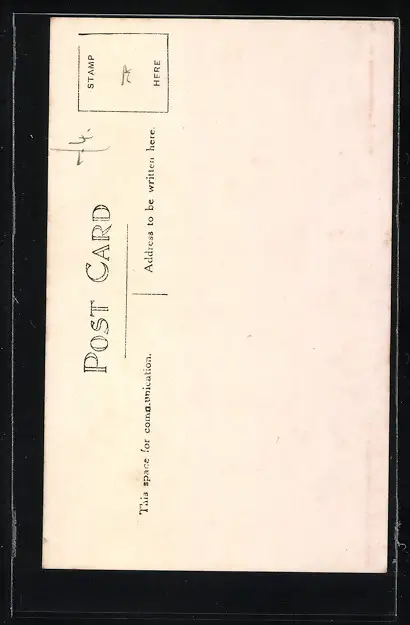 POST CARD
STAMP
HERE
This space for communication.
Address to be written here.